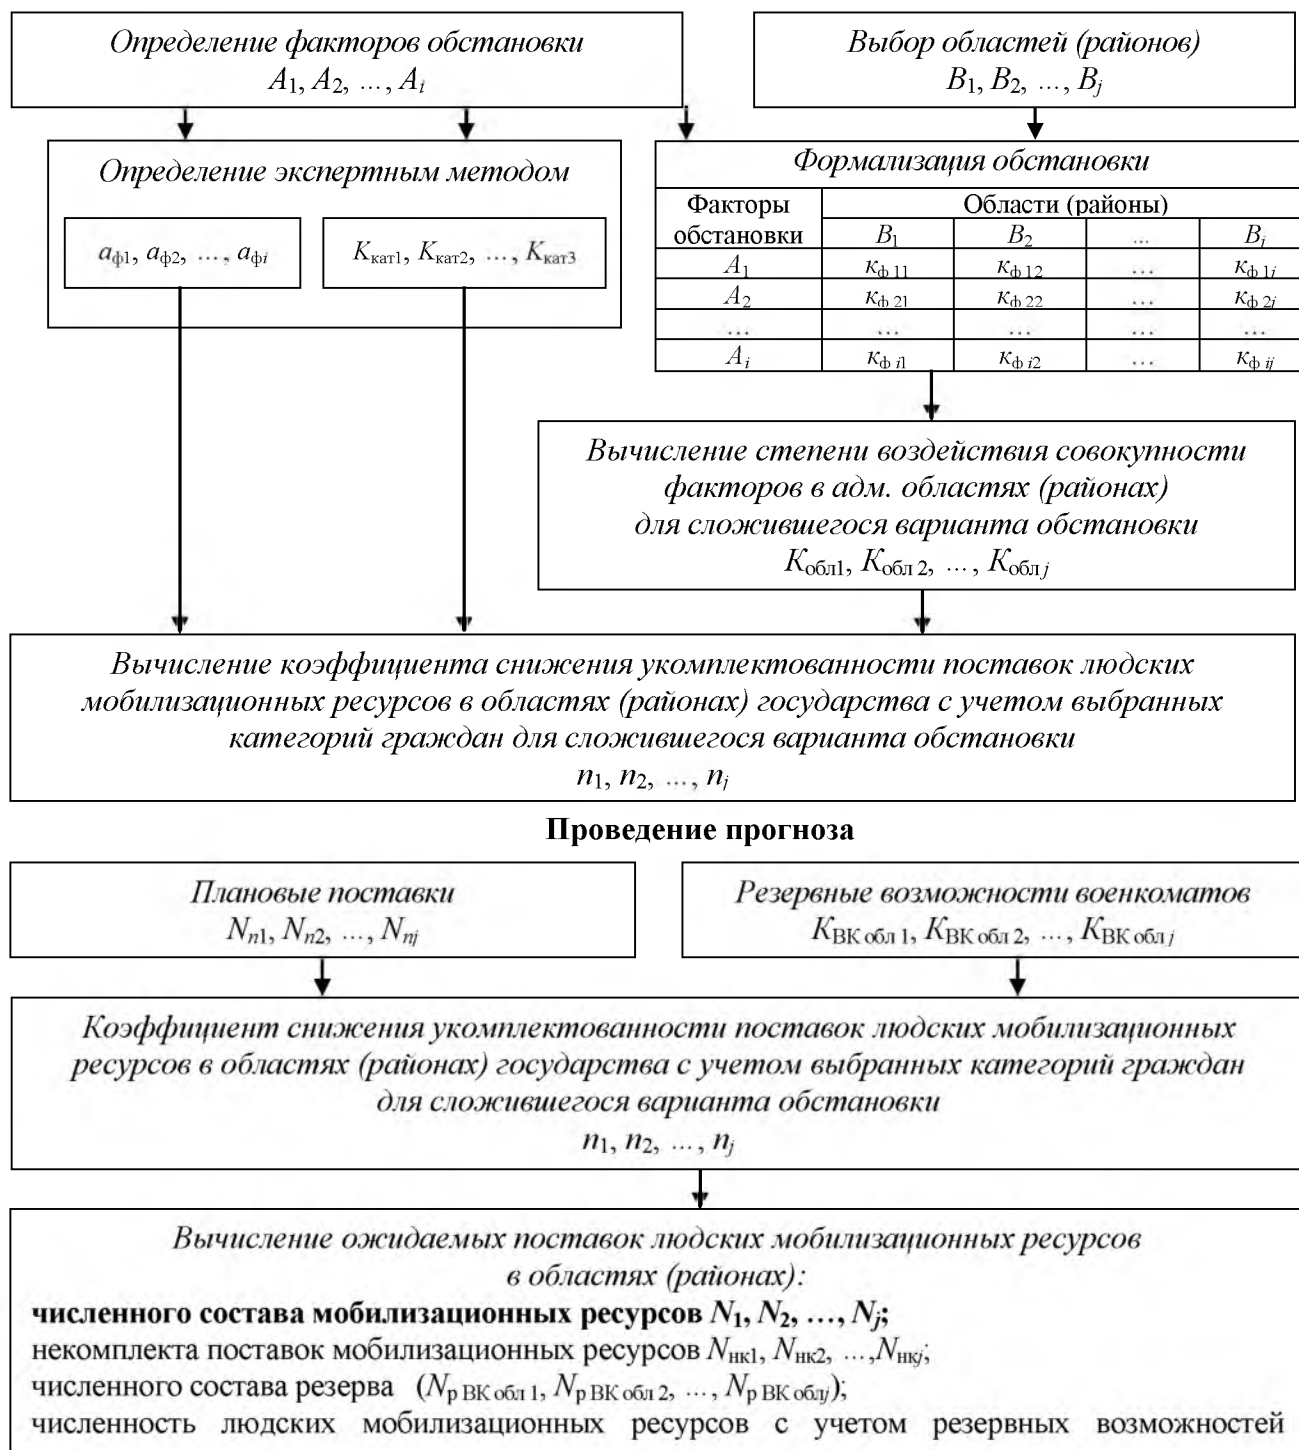 Определение факторов обстановки
A1, A2, ..., Ai
Выбор областей (районов)
B1, B2, ..., Bj
Определение экспертным методом
aф1, aф2, ..., aфi
Kкат1, Kкат2, ..., Kкат3
Формализация обстановки
Факторы обстановки
Области (районы)
B1 B2 ... Bj
A1 кф 11 кф 12 ... кф 1j
A2 кф 21 кф 22 ... кф 2j
... ... ... ... ...
Ai кф i1 кф i2 ... кф ij
Вычисление степени воздействия совокупности
факторов в адм. областях (районах)
для сложившегося варианта обстановки
Kобл1, Kобл 2, ..., Kобл j
Вычисление коэффициента снижения укомплектованности поставок людских
мобилизационных ресурсов в областях (районах) государства с учетом выбранных
категорий граждан для сложившегося варианта обстановки
n1, n2, ..., nj
Проведение прогноза
Плановые поставки
Nn1, Nn2, ..., Nnj
Резервные возможности военкоматов
KВК обл 1, KВК обл 2, ..., KВК обл j
Коэффициент снижения укомплектованности поставок людских мобилизационных
ресурсов в областях (районах) государства с учетом выбранных категорий граждан
для сложившегося варианта обстановки
n1, n2, ..., nj
Вычисление ожидаемых поставок людских мобилизационных ресурсов
в областях (районах):
численного состава мобилизационных ресурсов N1, N2, ..., Nj;
некомплекта поставок мобилизационных ресурсов Nнк1, Nнк2, ...,Nнкj;
численного состава резерва (Nр ВК обл 1, Nр ВК обл 2, ..., Nр ВК облj);
численность людских мобилизационных ресурсов с учетом резервных возможностей